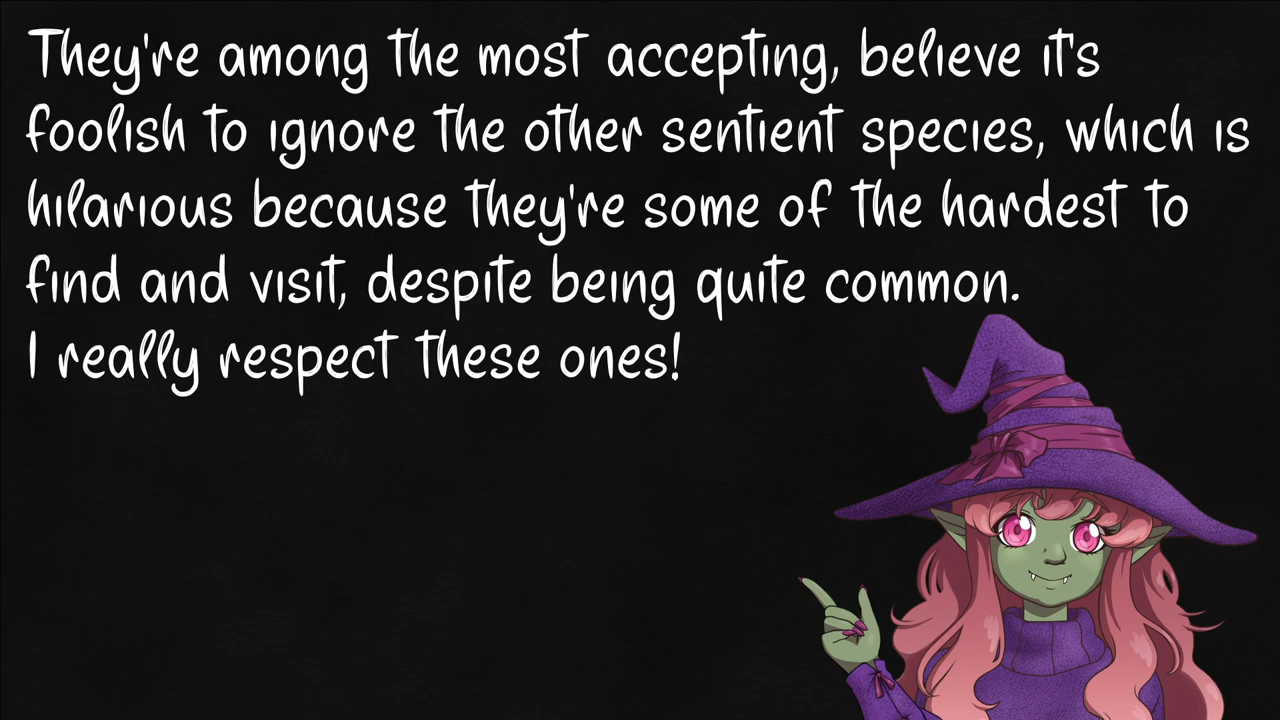 They're among the most accepting, believe it's
foolish to ignore the other sentient species, which is
hilarious because they're some of the hardest to
find and visit, despite being quite common.
I really respect these ones!